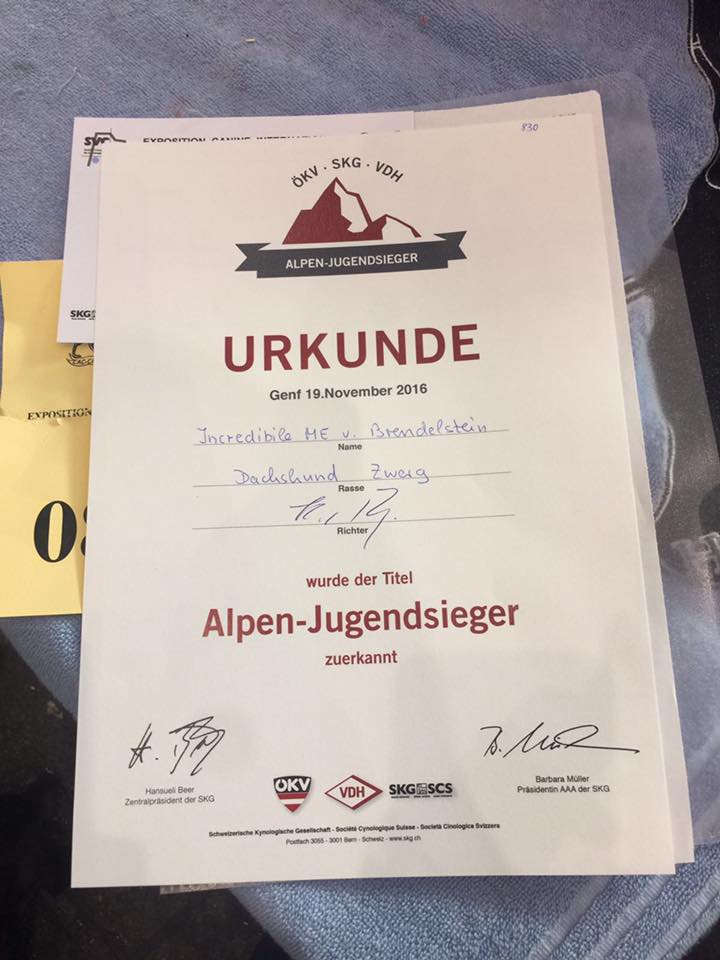 830
EXPOSITION CANINE
ÖKV · SKG · VDH
ALPEN-JUGENDSIEGER
SKG
EXPOSITION
08
URKUNDE
Genf 19.November 2016
Incredibile ME v. Brendelstein
Name
Dachshund Zwerg
Rasse
Richter
wurde der Titel
Alpen-Jugendsieger
zuerkannt
Hansueli Beer
Zentralpräsident der SKG
Barbara Müller
Präsidentin AAA der SKG
ÖKV
VDH
SKG SCS
Schweizerische Kynologische Gesellschaft - Société Cynologique Suisse - Società Cinologica Svizzera
Postfach 3055 - 3001 Bern - Schweiz - www.skg.ch